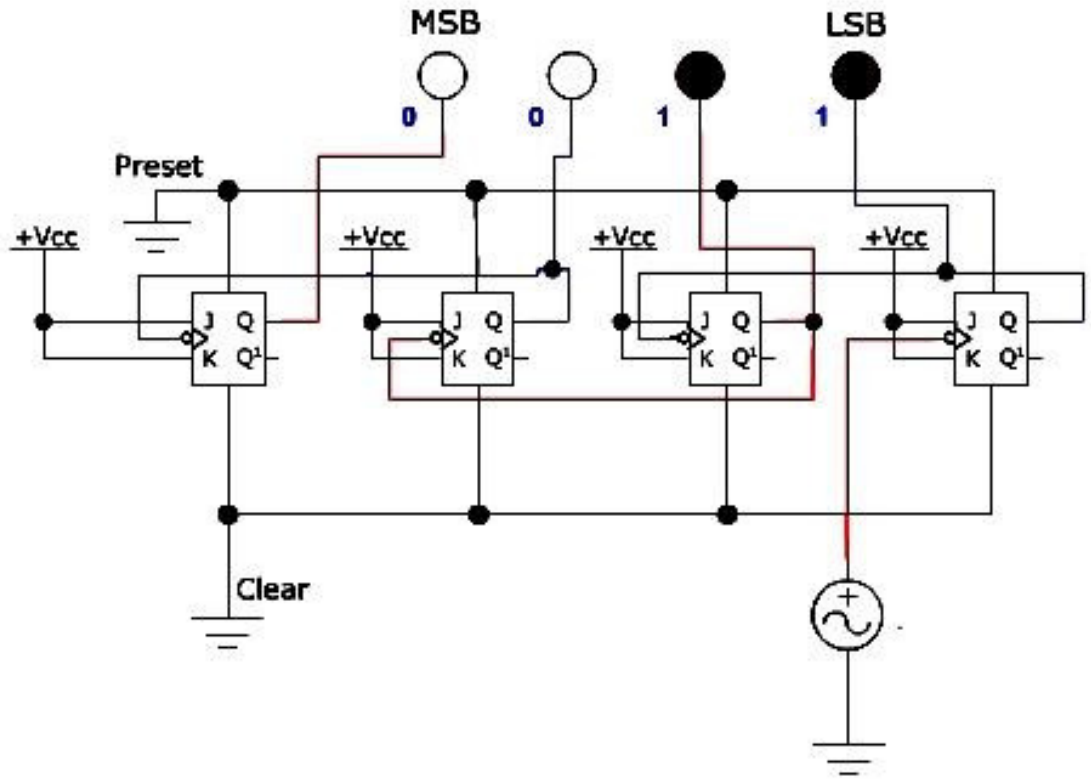 MSB LSB
0 0 1 1
Preset
+Vcc +Vcc +Vcc +Vcc
J Q J Q J Q J Q
K Q¹ K Q¹ K Q¹ K Q¹
Clear
+